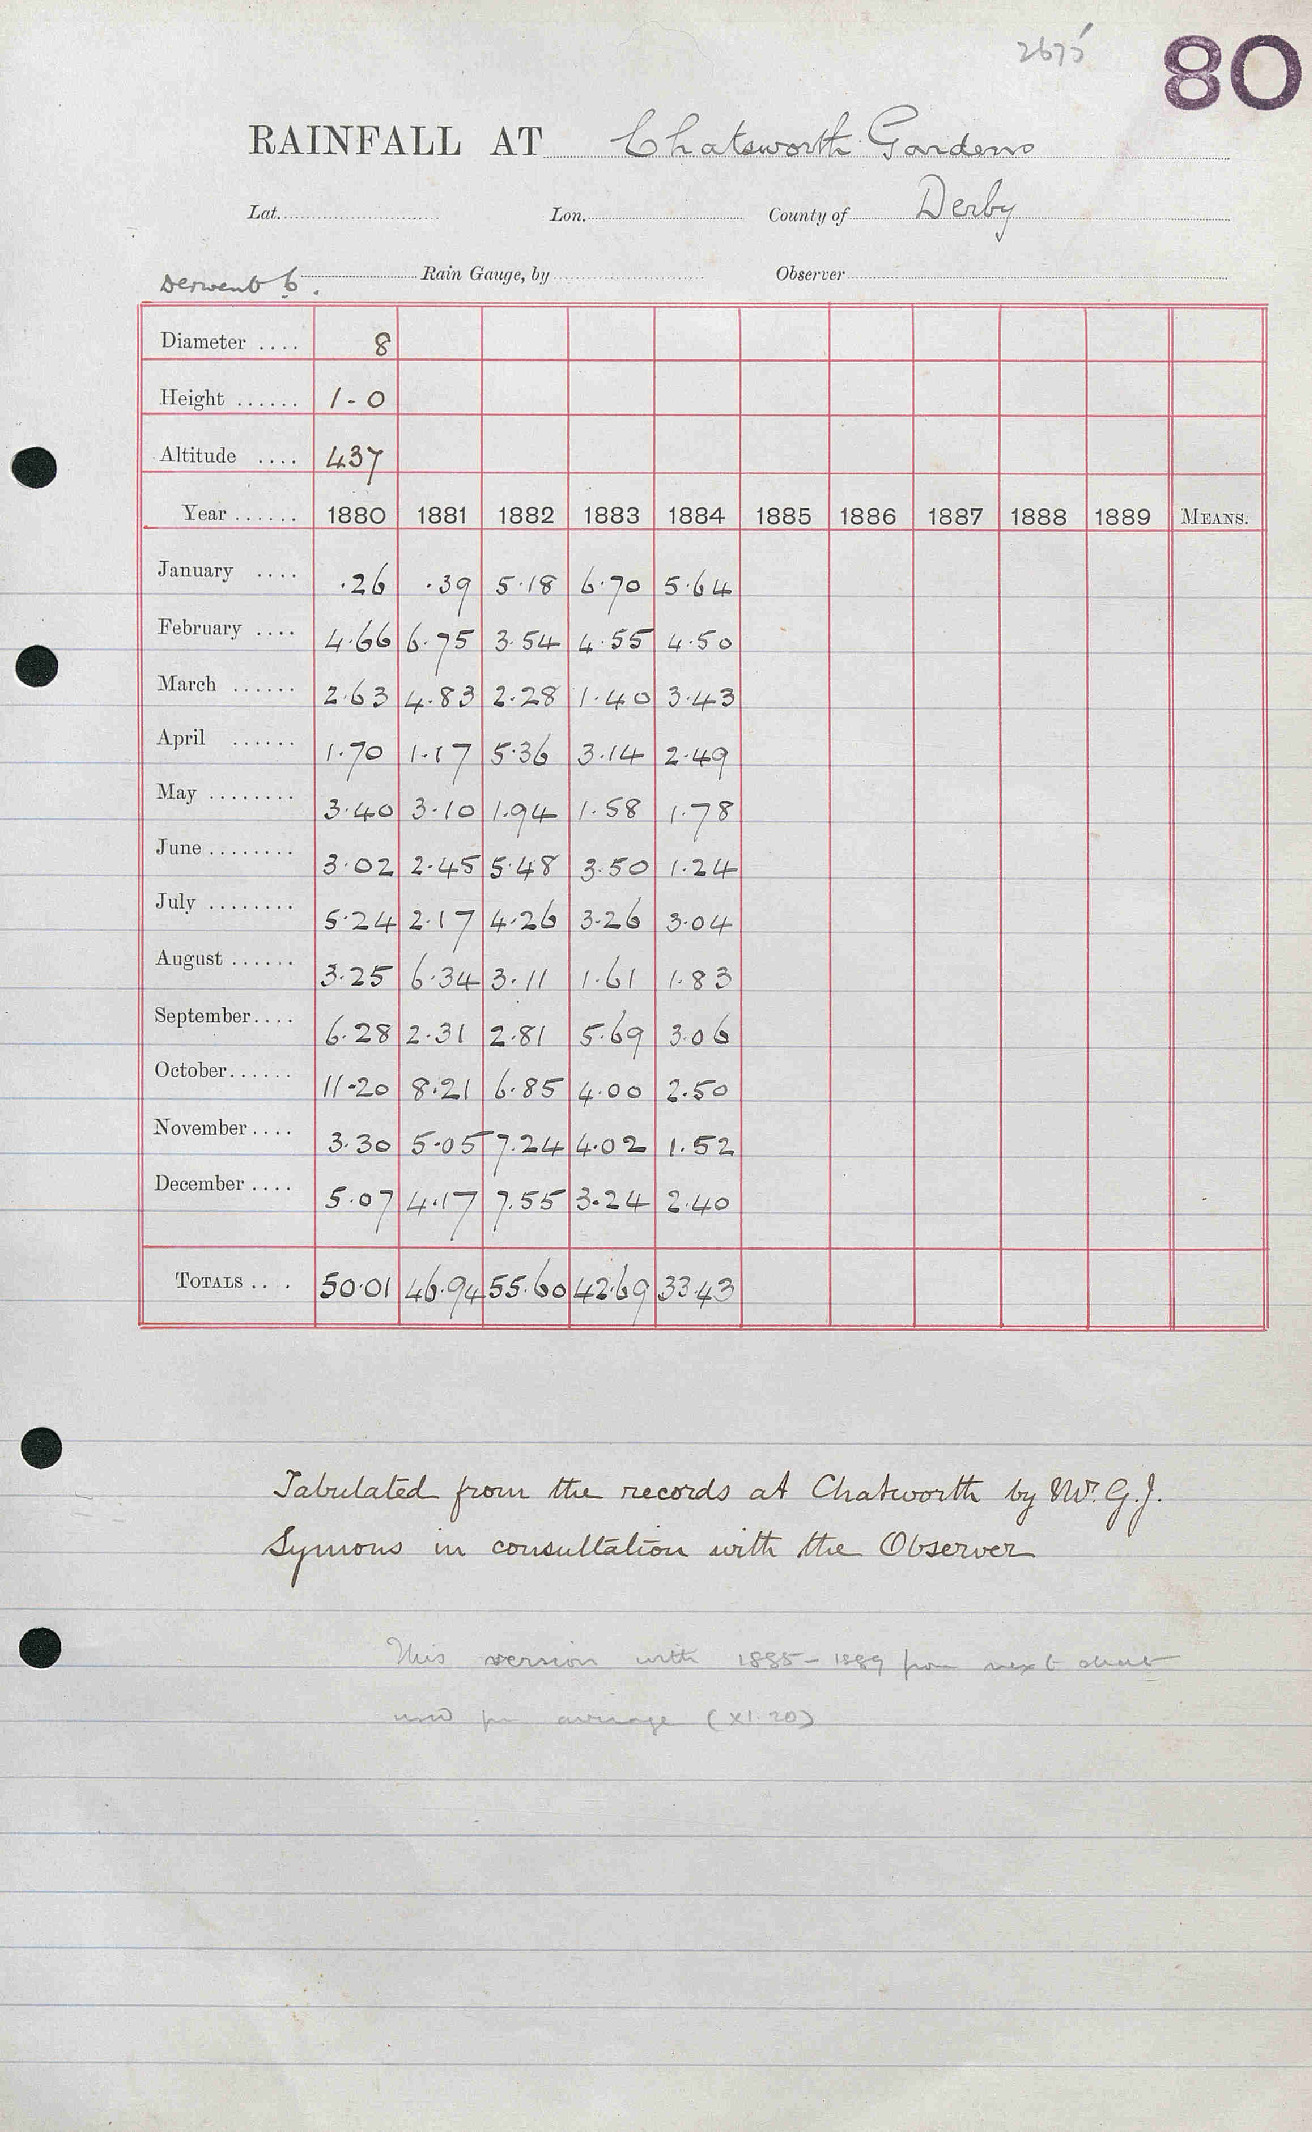 2675
80
RAINFALL AT Chatsworth Gardens
Lat. Lon. County of Derby
Derwent 6. Rain Gauge, by Observer
Diameter .... 8
Height ...... 1-0
Altitude .... 437
Year ...... 1880 1881 1882 1883 1884 1885 1886 1887 1888 1889 MEANS.
January .... .26 .39 5.18 6.70 5.64
February .... 4.66 6.75 3.54 4.55 4.50
March ...... 2.63 4.83 2.28 1.40 3.43
April ...... 1.70 1.17 5.36 3.14 2.49
May ........ 3.40 3.10 1.94 1.58 1.78
June ........ 3.02 2.45 5.48 3.50 1.24
July ........ 5.24 2.17 4.26 3.26 3.04
August ...... 3.25 6.34 3.11 1.61 1.83
September.... 6.28 2.31 2.81 5.69 3.06
October...... 11.20 8.21 6.85 4.00 2.50
November.... 3.30 5.05 7.24 4.02 1.52
December.... 5.07 4.17 7.55 3.24 2.40
TOTALS .... 50.01 46.94 55.60 42.69 33.43
Tabulated from the records at Chatsworth by Mr. G.J.
Symons in consultation with the Observer
This version with 1885-1889 from next sheet
used for average (XI.20)